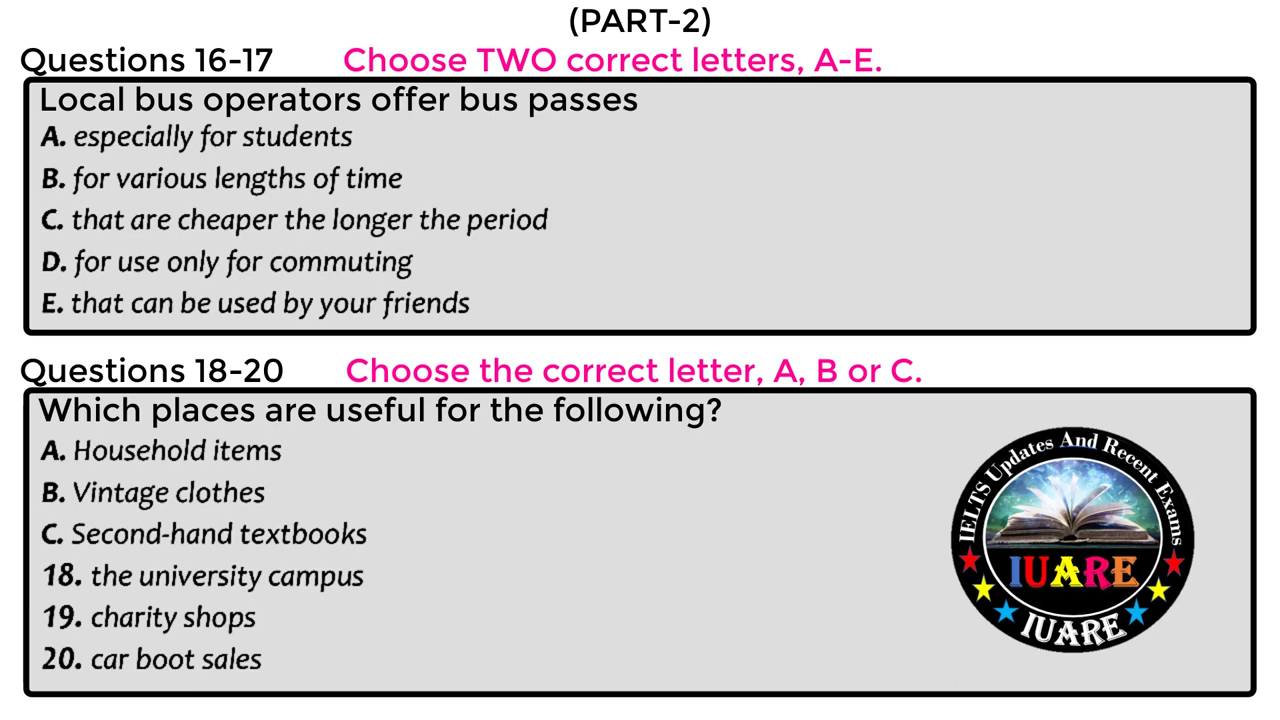 (PART-2)
Questions 16-17 Choose TWO correct letters, A-E.
Local bus operators offer bus passes
A. especially for students
B. for various lengths of time
C. that are cheaper the longer the period
D. for use only for commuting
E. that can be used by your friends
Questions 18-20 Choose the correct letter, A, B or C.
Which places are useful for the following?
A. Household items
B. Vintage clothes
C. Second-hand textbooks
18. the university campus
19. charity shops
20. car boot sales
IELTS Updates And Recent Exams
IUARE
IUARE